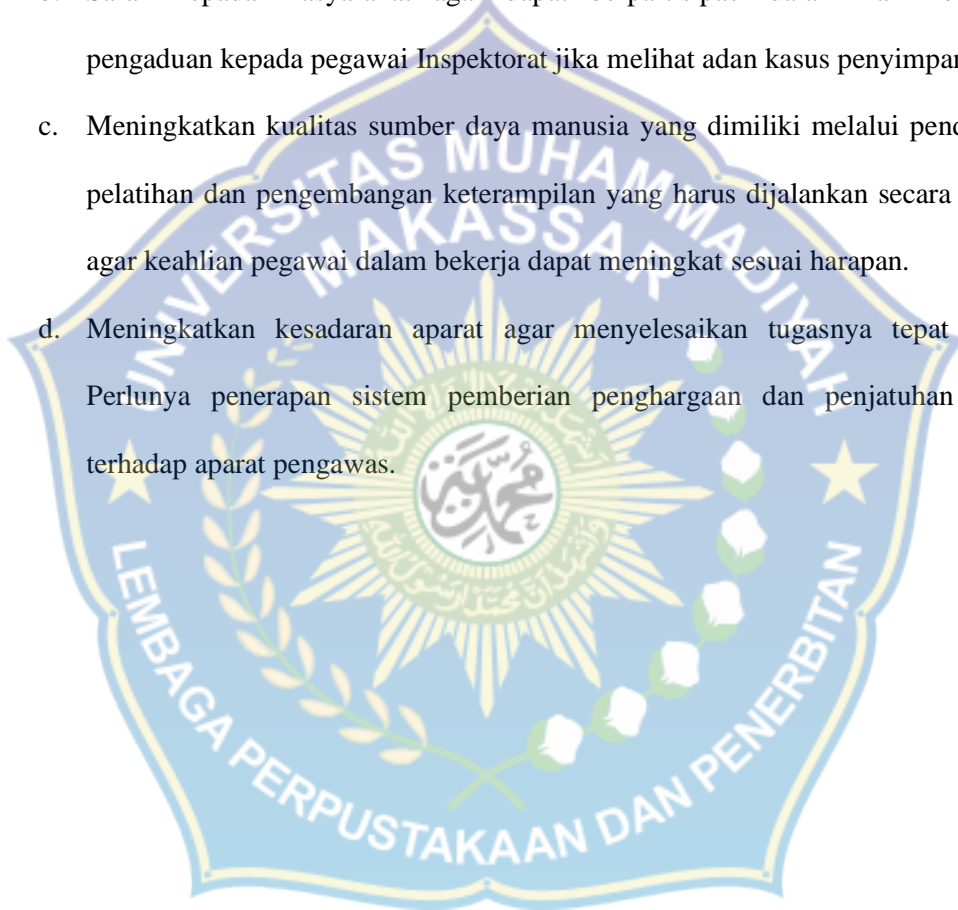 pengaduan kepada pegawai Inspektorat jika melihat adan kasus
c. Meningkatkan kualitas sumber daya manusia yang dimiliki melalui
pelatihan dan pengembangan keterampilan yang harus dijalankan secara
agar keahlian pegawai dalam bekerja dapat meningkat sesuai harapan.
d. Meningkatkan kesadaran aparat agar menyelesaikan tugasnya tepat
Perlunya penerapan sistem pemberian penghargaan dan penjatuhan
terhadap aparat pengawas.
UNIVERSITAS MUHAMMADIYAH
MAKASSAR
محمد
LEMBAGA PERPUSTAKAAN DAN PENERBITAN